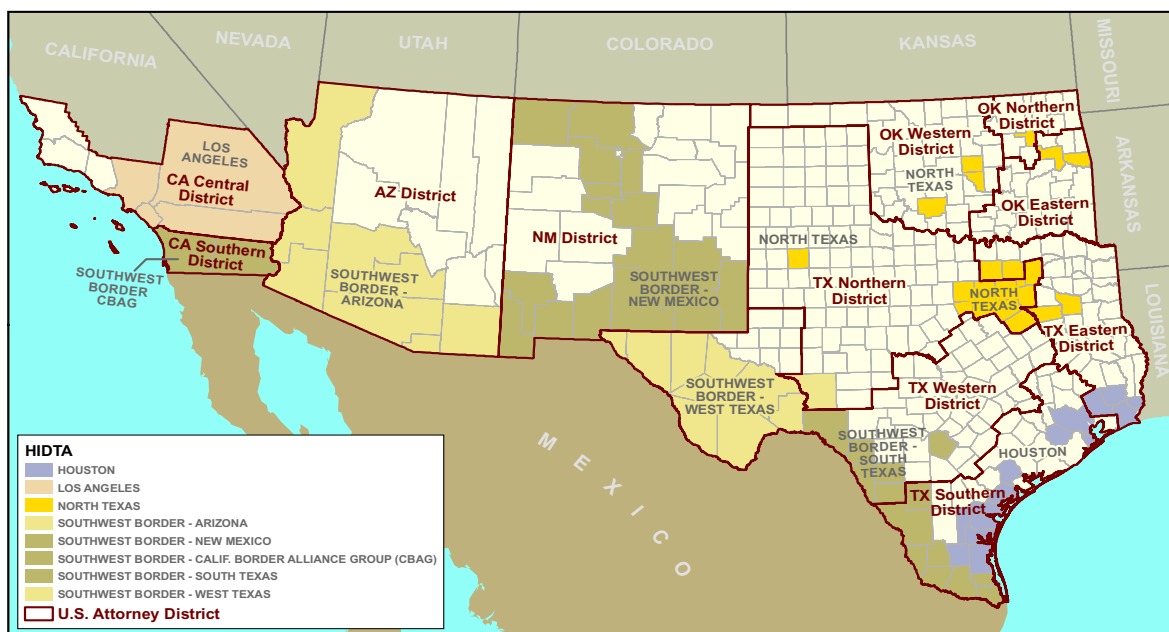 NEVADA
UTAH
COLORADO
KANSAS
MISSOURI
CALIFORNIA
ARKANSAS
LOUISIANA
OK Northern
District
OK Western
District
NORTH
TEXAS
OK Eastern
District
LOS
ANGELES
CA Central
District
AZ District
CA Southern
District
SOUTHWEST
BORDER
CBAG
SOUTHWEST
BORDER -
ARIZONA
NM District
SOUTHWEST
BORDER -
NEW MEXICO
NORTH TEXAS
TX Northern
District
NORTH
TEXAS
TX Eastern
District
SOUTHWEST
BORDER -
WEST TEXAS
TX Western
District
SOUTHWEST
BORDER -
SOUTH
TEXAS
HOUSTON
TX Southern
District
MEXICO
HIDTA
HOUSTON
LOS ANGELES
NORTH TEXAS
SOUTHWEST BORDER - ARIZONA
SOUTHWEST BORDER - NEW MEXICO
SOUTHWEST BORDER - CALIF. BORDER ALLIANCE GROUP (CBAG)
SOUTHWEST BORDER - SOUTH TEXAS
SOUTHWEST BORDER - WEST TEXAS
U.S. Attorney District